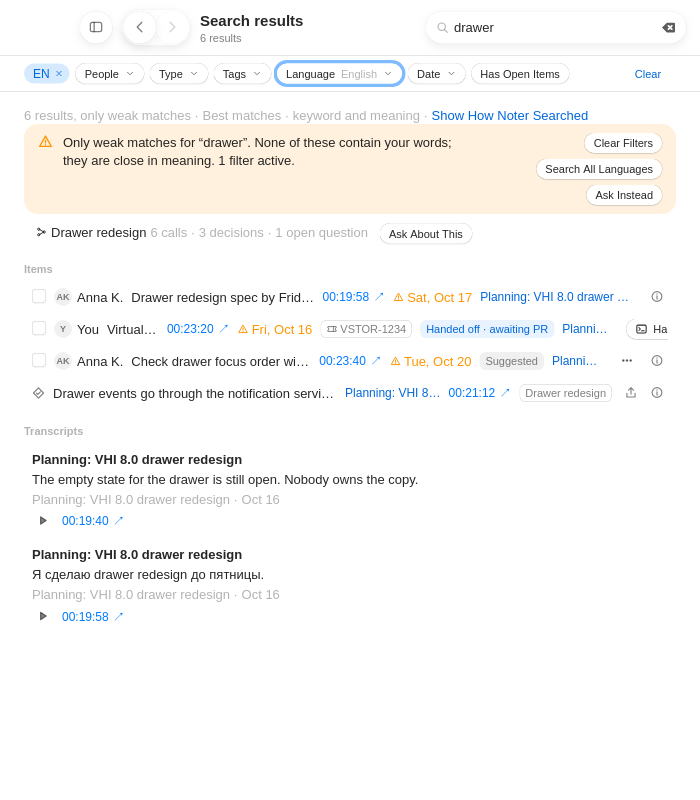 Search results
6 results
drawer
EN ×
People
Type
Tags
Language English
Date
Has Open Items
Clear
6 results, only weak matches · Best matches · keyword and meaning · Show How Noter Searched
Only weak matches for “drawer”. None of these contain your words;
they are close in meaning. 1 filter active.
Clear Filters
Search All Languages
Ask Instead
Drawer redesign 6 calls · 3 decisions · 1 open question Ask About This
Items
AK Anna K. Drawer redesign spec by Frid… 00:19:58 ↗ Sat, Oct 17 Planning: VHI 8.0 drawer …
Y You Virtual… 00:23:20 ↗ Fri, Oct 16 VSTOR-1234 Handed off · awaiting PR Planni… Ha
AK Anna K. Check drawer focus order wi… 00:23:40 ↗ Tue, Oct 20 Suggested Planni… 
Drawer events go through the notification servi… Planning: VHI 8… 00:21:12 ↗ Drawer redesign
Transcripts
Planning: VHI 8.0 drawer redesign
The empty state for the drawer is still open. Nobody owns the copy.
Planning: VHI 8.0 drawer redesign · Oct 16
00:19:40 ↗
Planning: VHI 8.0 drawer redesign
Я сделаю drawer redesign до пятницы.
Planning: VHI 8.0 drawer redesign · Oct 16
00:19:58 ↗